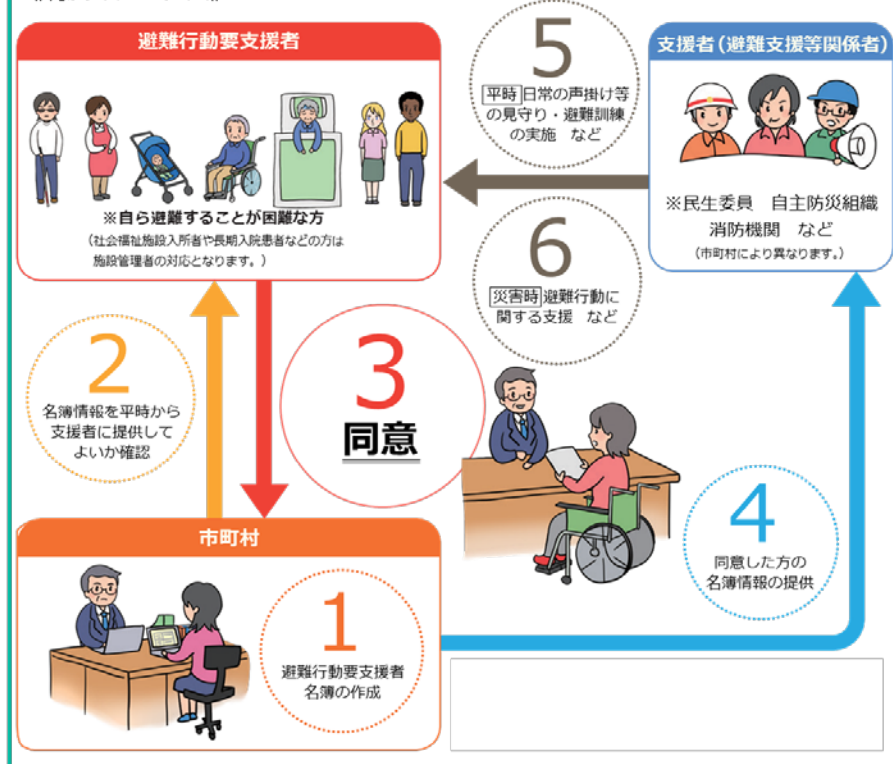 避難行動要支援者
※自ら避難することが困難な方
（社会福祉施設入所者や長期入院患者などの方は
施設管理者の対応となります。）
5
平時 日常の声掛け等
の見守り・避難訓練
の実施 など
支援者（避難支援等関係者）
※民生委員 自主防災組織
消防機関 など
（市町村により異なります。）
6
災害時 避難行動に
関する支援 など
2
名簿情報を平時から
支援者に提供して
よいか確認
3
同意
4
同意した方の
名簿情報の提供
市町村
1
避難行動要支援者
名簿の作成